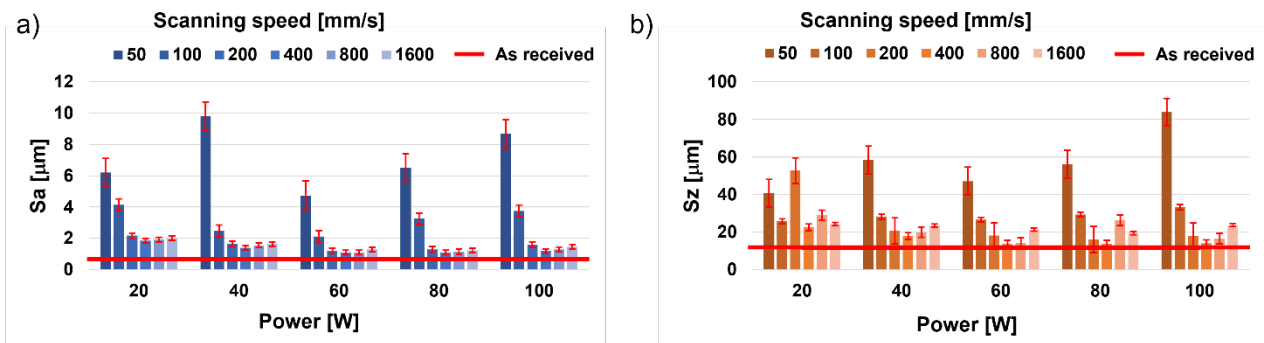 a)
Scanning speed [mm/s]
50 100 200 400 800 1600 As received
12
10
8
6
4
2
0
Sa [µm]
20 40 60 80 100
Power [W]
b)
Scanning speed [mm/s]
50 100 200 400 800 1600 As received
100
80
60
40
20
0
Sz [µm]
20 40 60 80 100
Power [W]